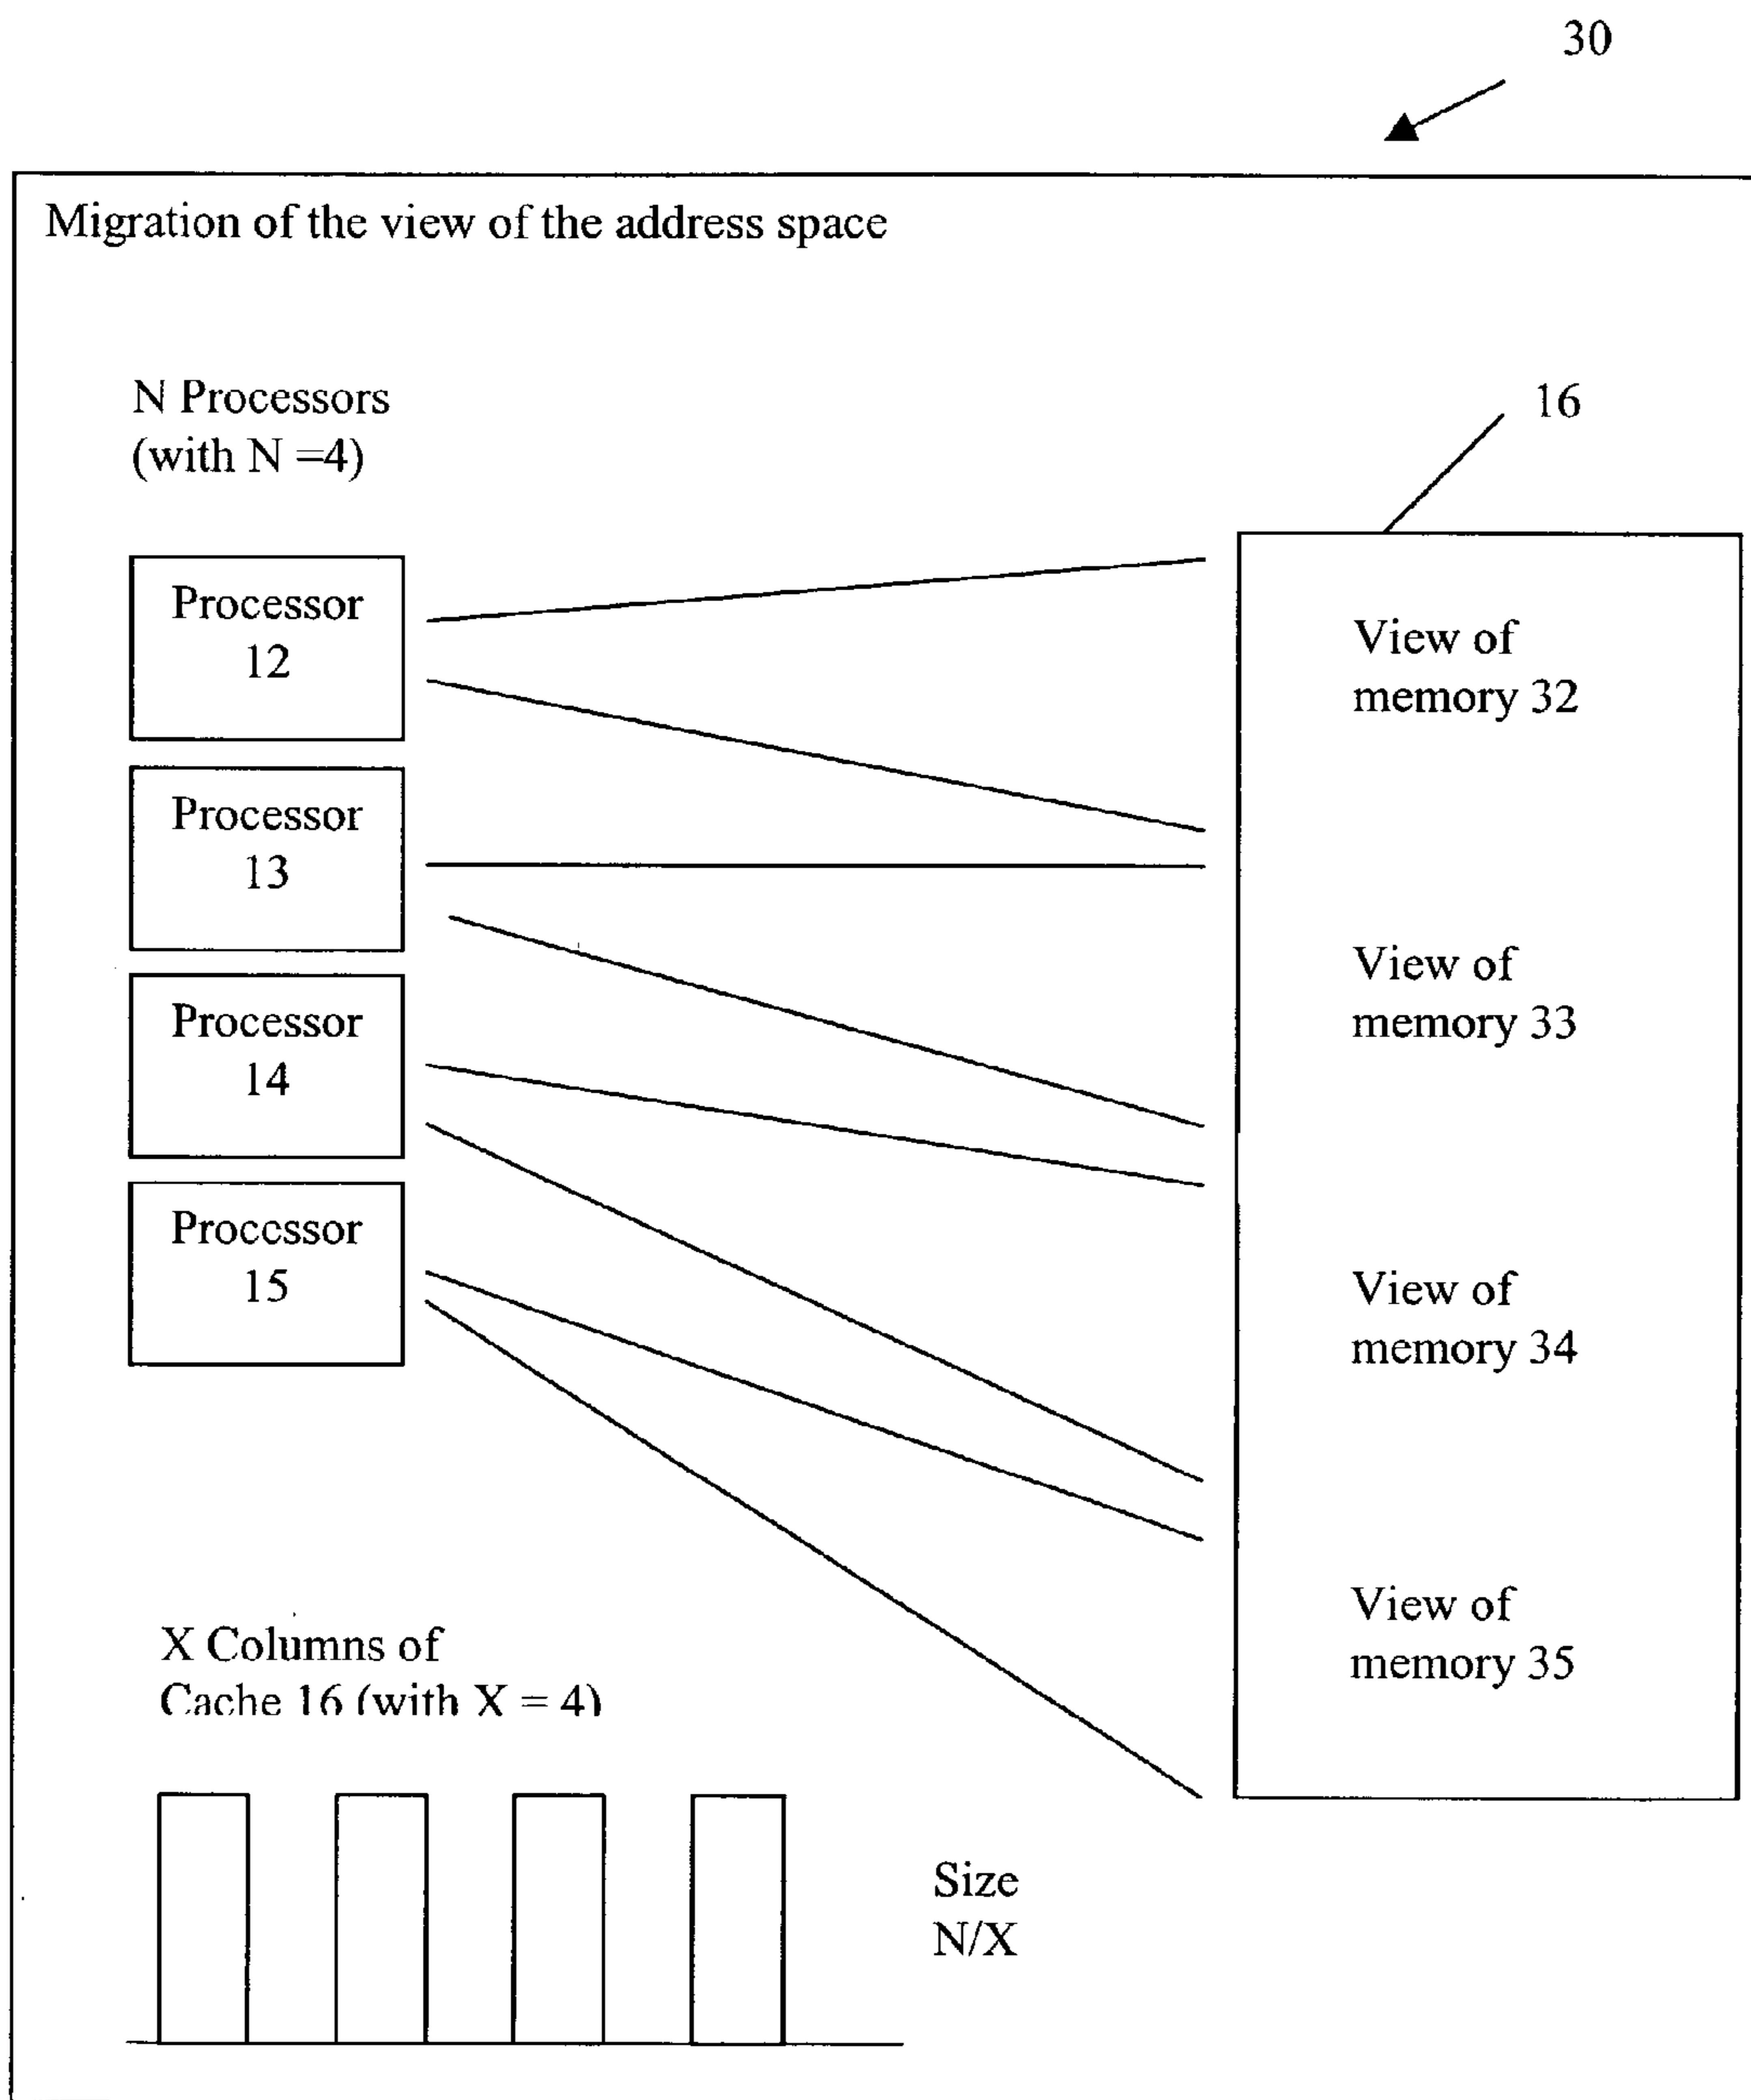 30
Migration of the view of the address space
N Processors
(with N =4)
16
Processor
12
Processor
13
Processor
14
Processor
15
View of
memory 32
View of
memory 33
View of
memory 34
View of
memory 35
X Columns of
Cache 16 (with X = 4)
Size
N/X